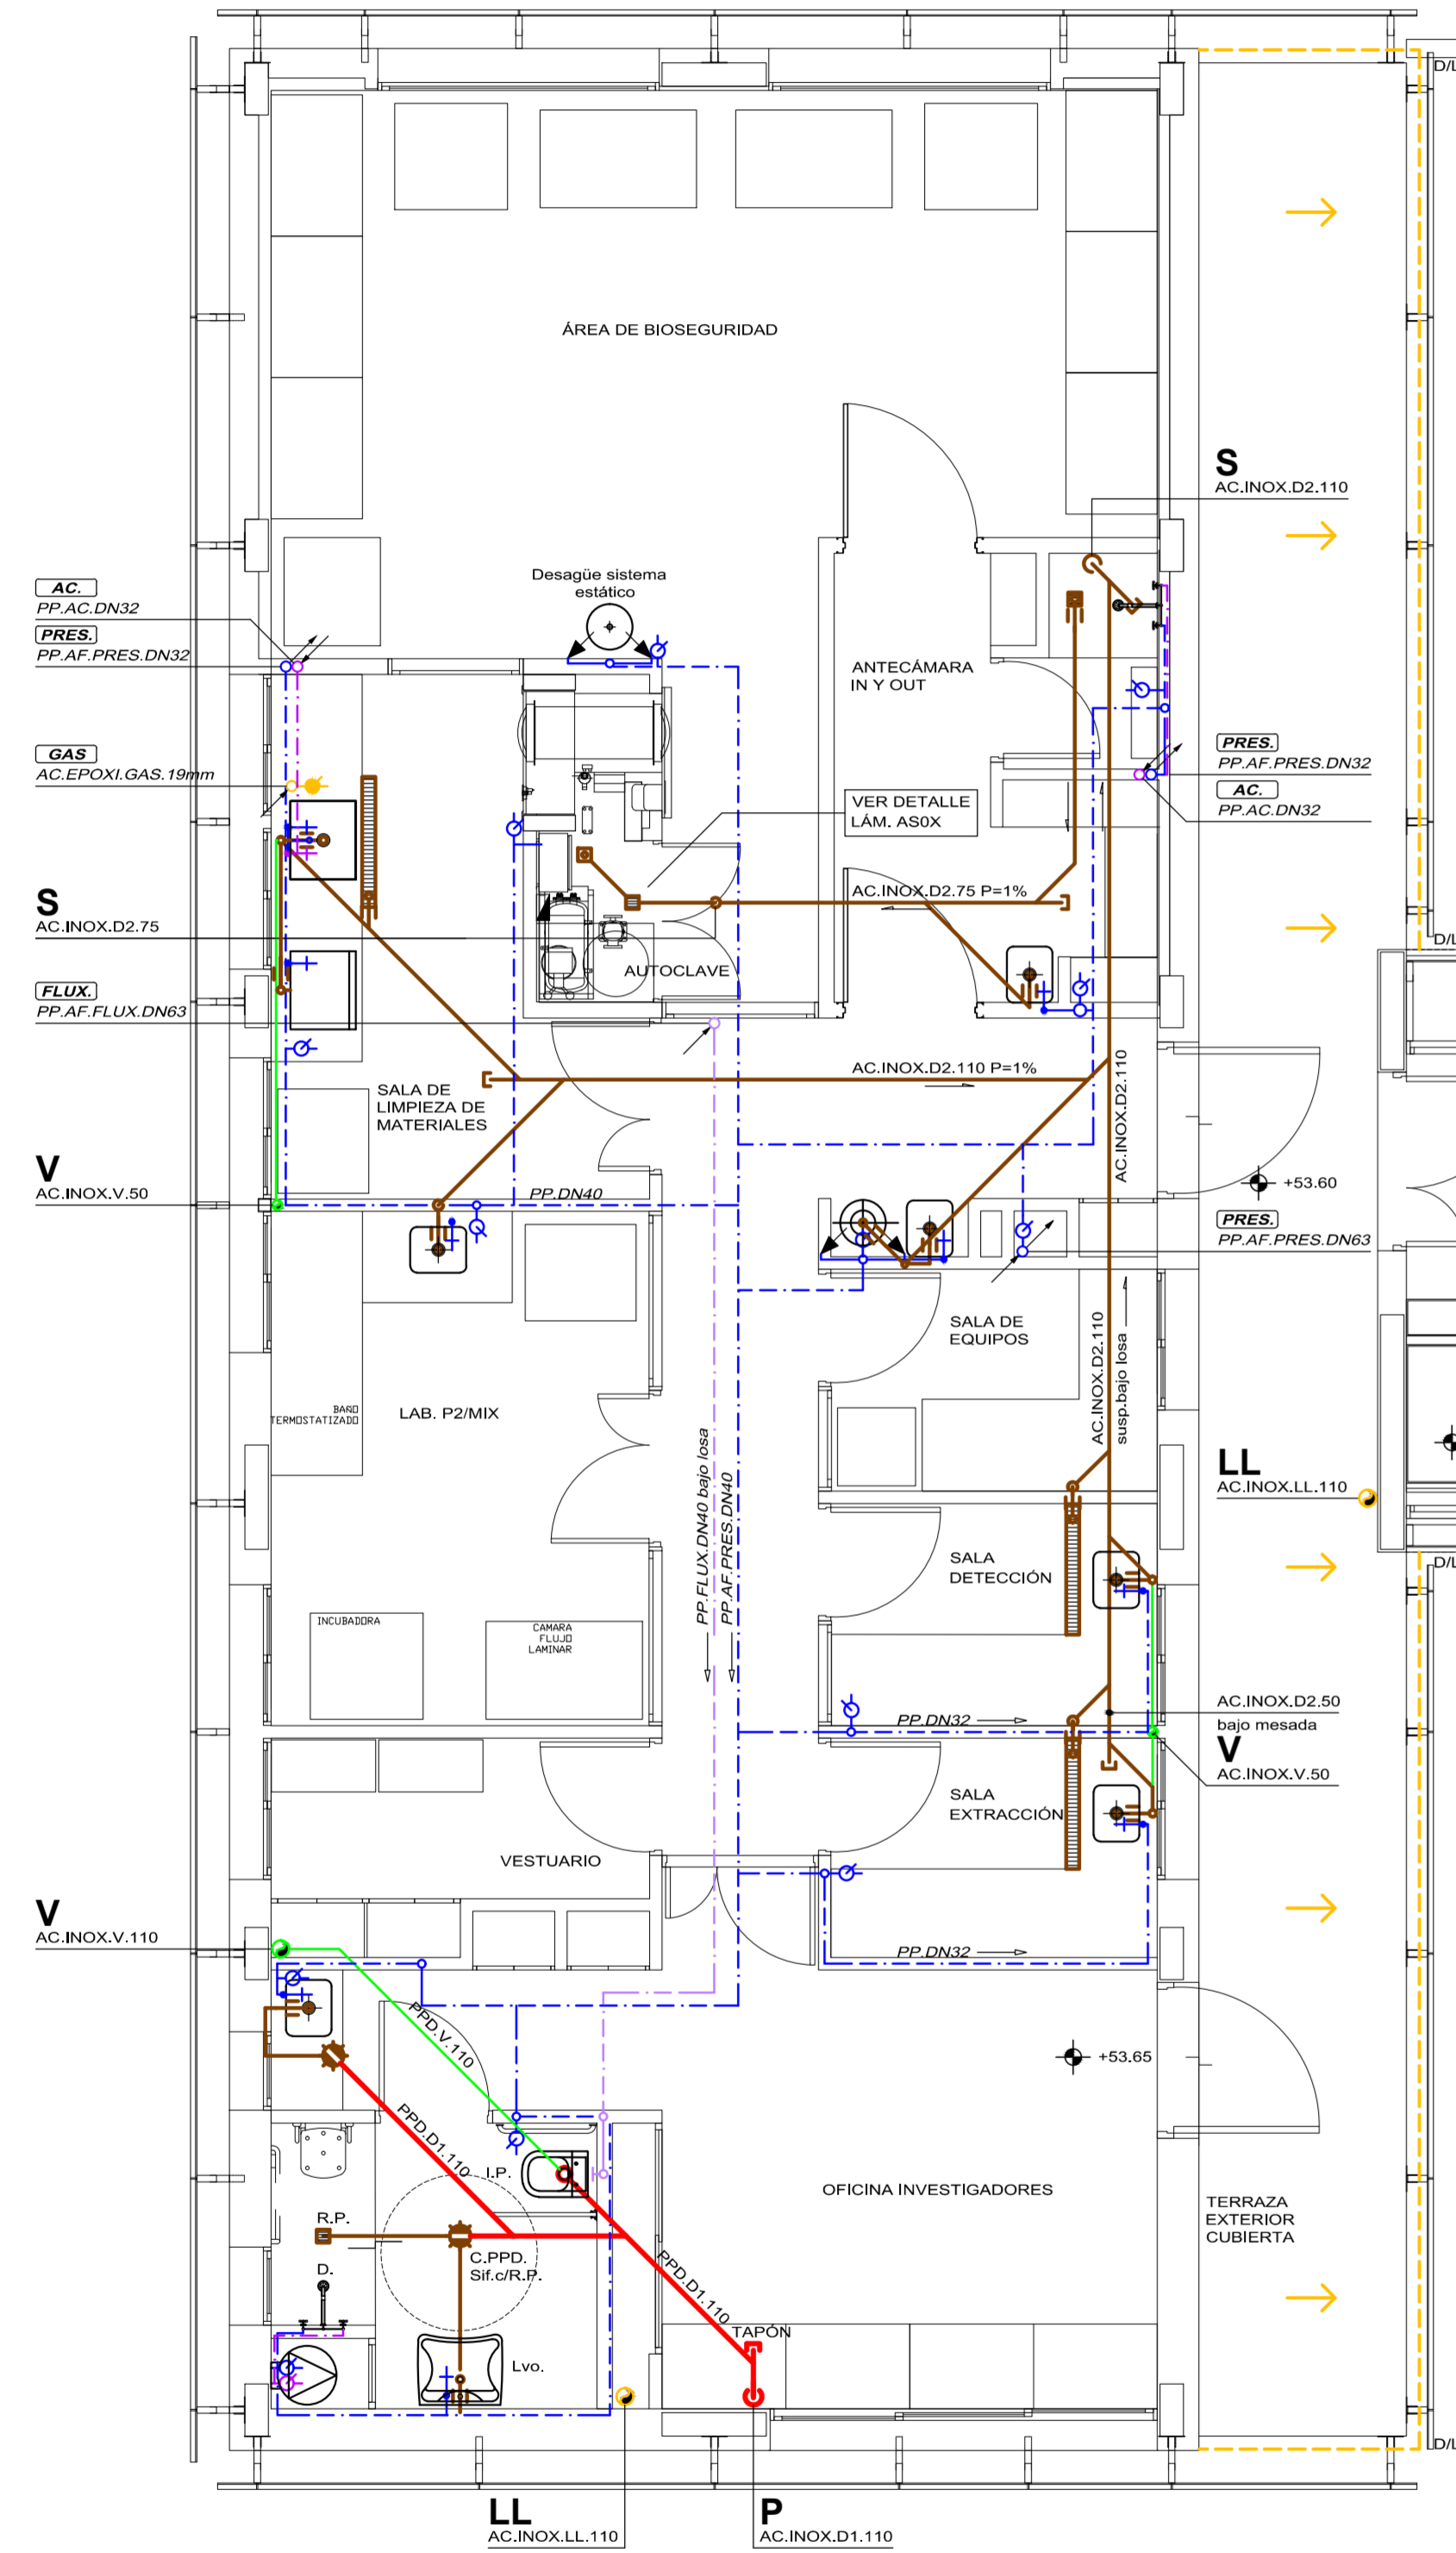 D/L
ÁREA DE BIOSEGURIDAD
S
AC.INOX.D2.110
AC.
PP.AC.DN32
PRES.
PP.AF.PRES.DN32
Desagüe sistema
estático
ANTECÁMARA
IN Y OUT
GAS
AC.EPOXI.GAS.19mm
PRES.
PP.AF.PRES.DN32
AC.
PP.AC.DN32
VER DETALLE
LÁM. AS0X
S
AC.INOX.D2.75
AC.INOX.D2.75 P=1%
D/L
AUTOCLAVE
FLUX.
PP.AF.FLUX.DN63
AC.INOX.D2.110 P=1%
AC.INOX.D2.110
SALA DE
LIMPIEZA DE
MATERIALES
V
AC.INOX.V.50
PP.DN40
+53.60
PRES.
PP.AF.PRES.DN63
SALA DE
EQUIPOS
AC.INOX.D2.110
susp.bajo losa
BAÑO
TERMOSTATIZADO
LAB. P2/MIX
PP.FLUX.DN40 bajo losa
PP.AF.PRES.DN40
LL
AC.INOX.LL.110
SALA
DETECCIÓN
D/L
INCUBADORA
CAMARA
FLUJO
LAMINAR
PP.DN32
AC.INOX.D2.50
bajo mesada
V
AC.INOX.V.50
SALA
EXTRACCIÓN
VESTUARIO
V
AC.INOX.V.110
PP.DN32
PPD.V.110
+53.65
PPD.D1.110
I.P.
OFICINA INVESTIGADORES
TERRAZA
EXTERIOR
CUBIERTA
R.P.
C.PPD.
Sif.c/R.P.
D.
PPD.D1.110
TAPÓN
Lvo.
D/L
LL
AC.INOX.LL.110
P
AC.INOX.D1.110